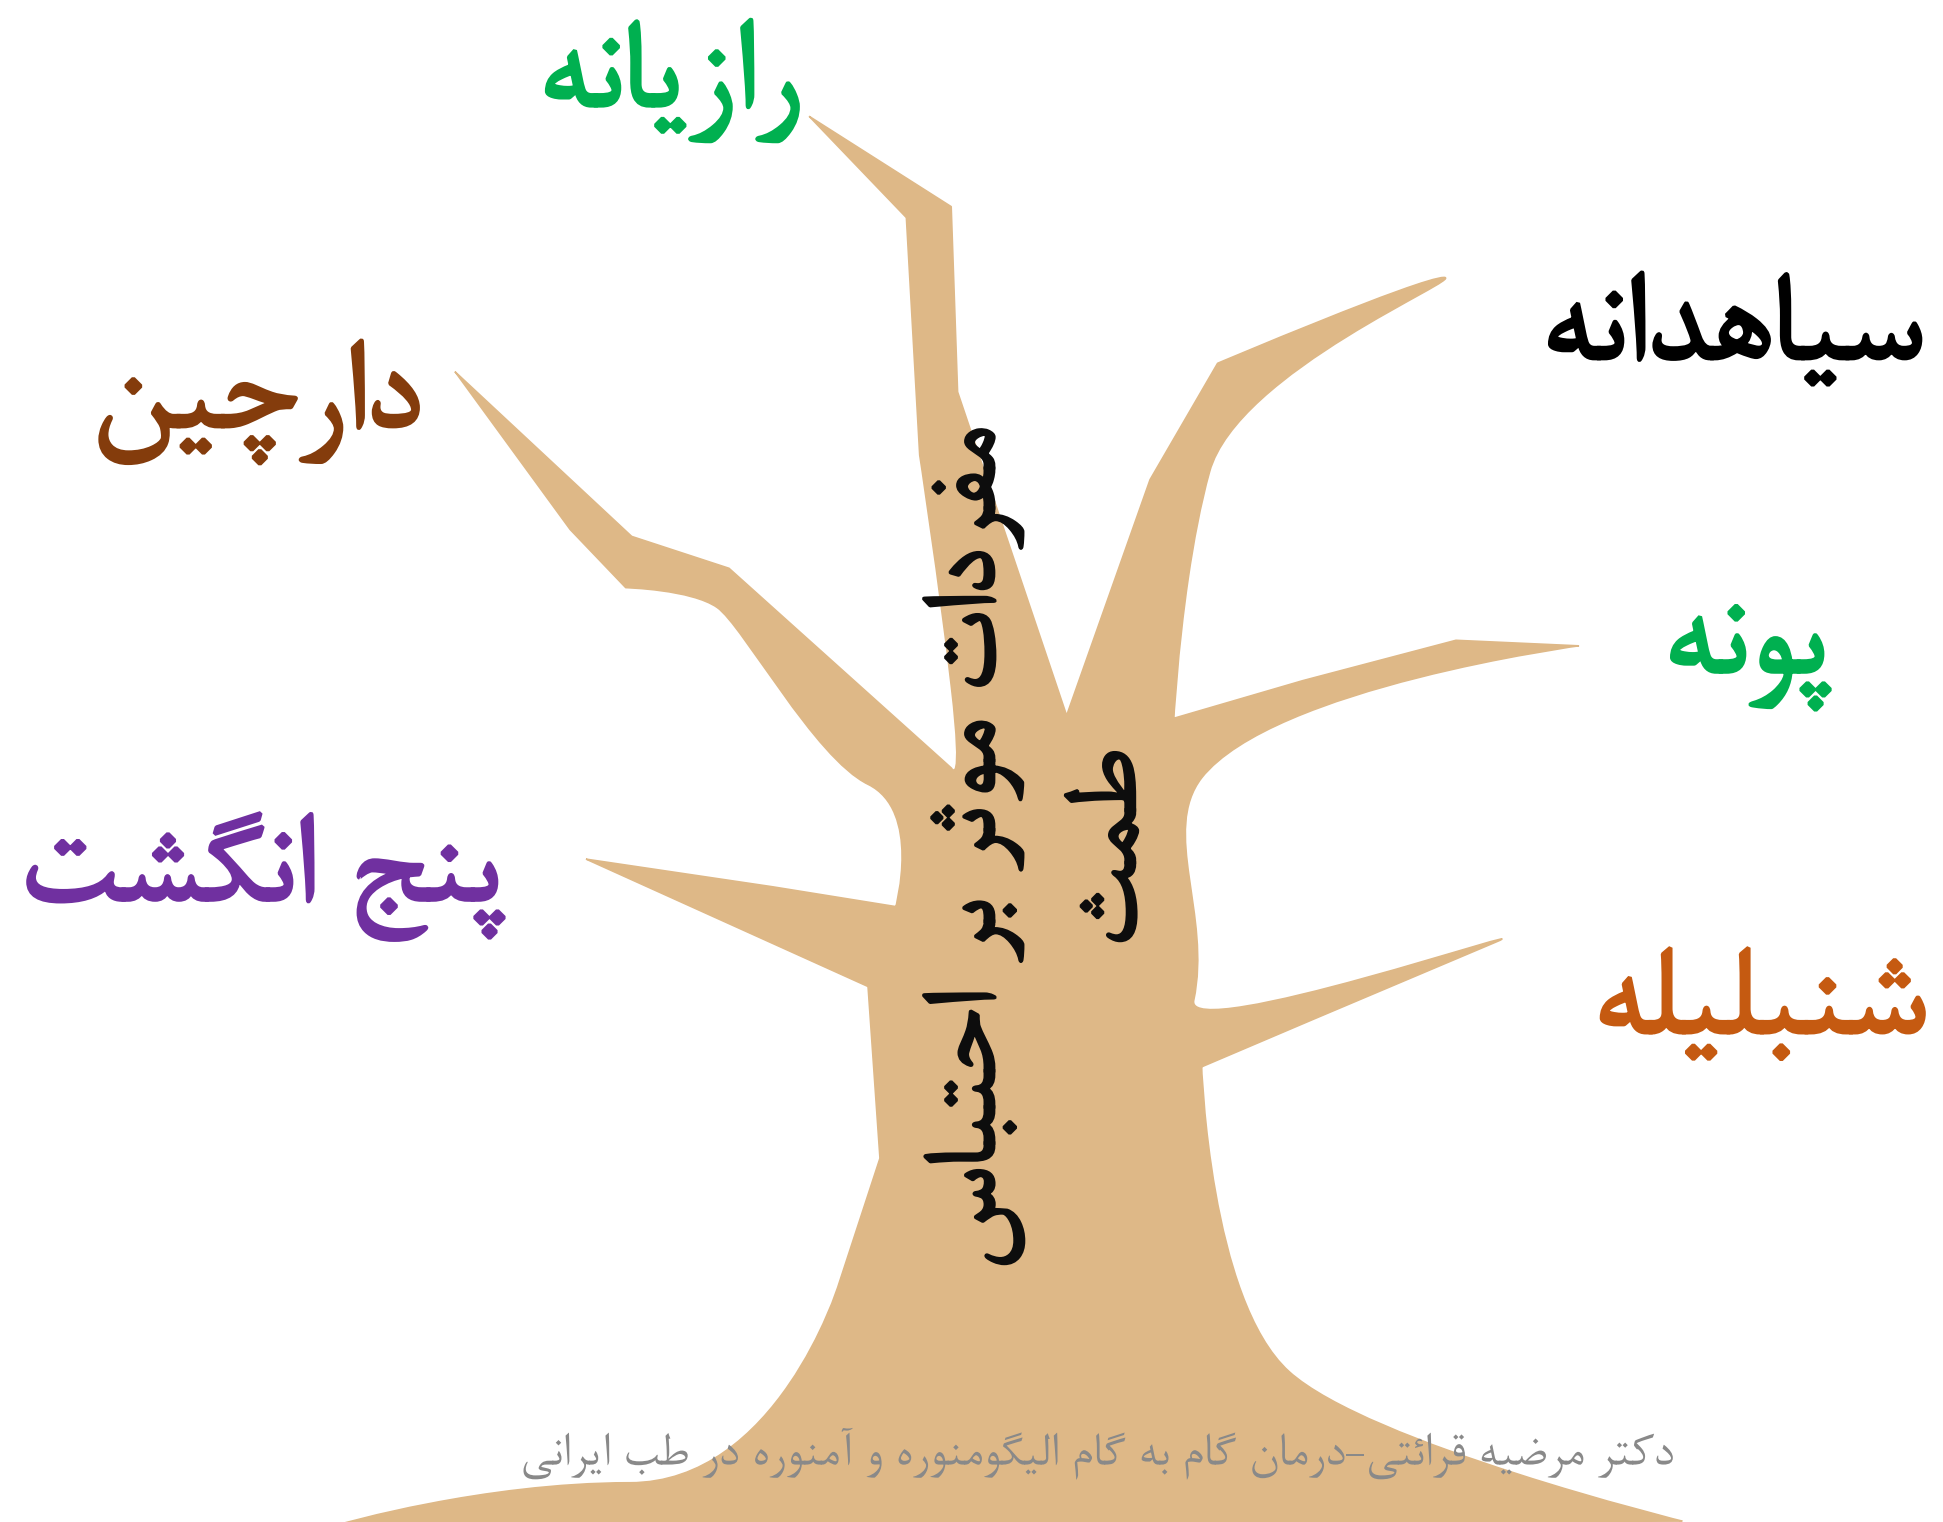 رازیانه
سیاهدانه
دارچین
پونه
پنج انگشت
شنبلیله
مفردات موثر بر احتباس
طمث
دکتر مرضیه قرائتی-درمان گام به گام الیگومنوره و آمنوره در طب ایرانی